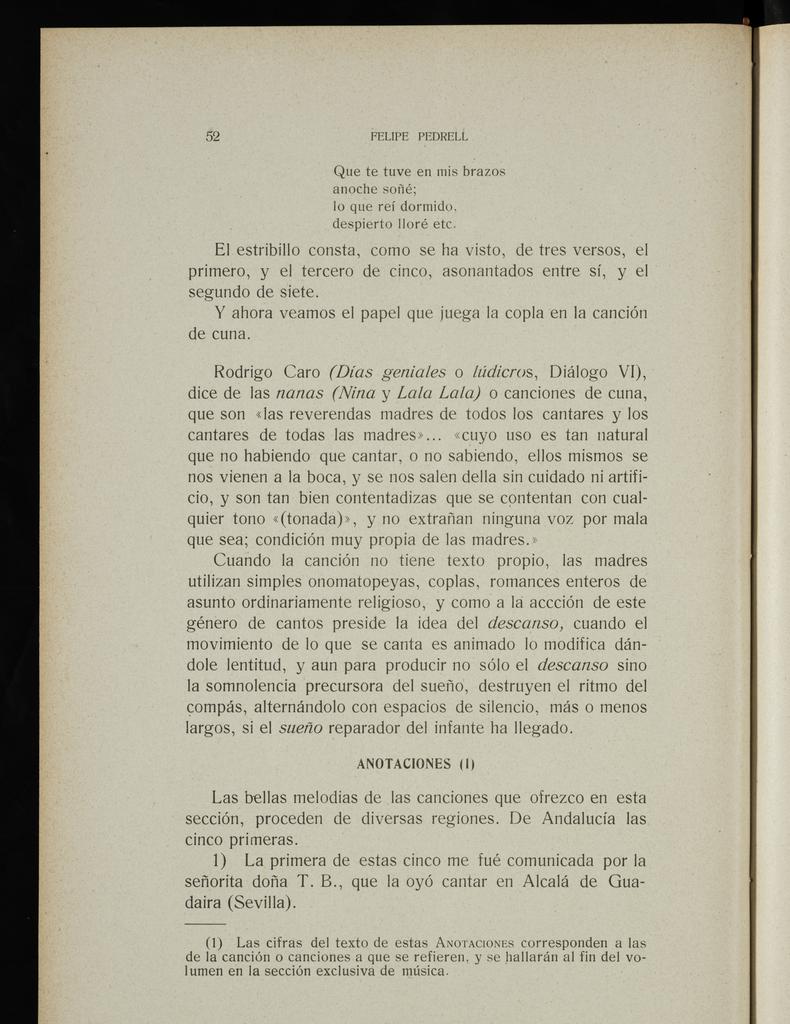 52 FELIPE PEDRELL
Que te tuve en mis brazos
anoche soñé;
lo que reí dormido,
despierto lloré etc.
El estribillo consta, como se ha visto, de tres versos, el
primero, y el tercero de cinco, asonantados entre sí, y el
segundo de siete.
Y ahora veamos el papel que juega la copla en la canción
de cuna.
Rodrigo Caro (Días geniales o lúdicros, Diálogo VI),
dice de las nanas (Nina y Lala Lala) o canciones de cuna,
que son «las reverendas madres de todos los cantares y los
cantares de todas las madres»... «cuyo uso es tan natural
que no habiendo que cantar, o no sabiendo, ellos mismos se
nos vienen a la boca, y se nos salen della sin cuidado ni artifi-
cio, y son tan bien contentadizas que se contentan con cual-
quier tono «(tonada)», y no extrañan ninguna voz por mala
que sea; condición muy propia de las madres.»
Cuando la canción no tiene texto propio, las madres
utilizan simples onomatopeyas, coplas, romances enteros de
asunto ordinariamente religioso, y como a la accción de este
género de cantos preside la idea del descanso, cuando el
movimiento de lo que se canta es animado lo modifica dán-
dole lentitud, y aun para producir no sólo el descanso sino
la somnolencia precursora del sueño, destruyen el ritmo del
compás, alternándolo con espacios de silencio, más o menos
largos, si el sueño reparador del infante ha llegado.
ANOTACIONES (1)
Las bellas melodias de las canciones que ofrezco en esta
sección, proceden de diversas regiones. De Andalucía las
cinco primeras.
1) La primera de estas cinco me fué comunicada por la
señorita doña T. B., que la oyó cantar en Alcalá de Gua-
daira (Sevilla).
(1) Las cifras del texto de estas ANOTACIONES corresponden a las
de la canción o canciones a que se refieren, y se hallarán al fin del vo-
lumen en la sección exclusiva de música.